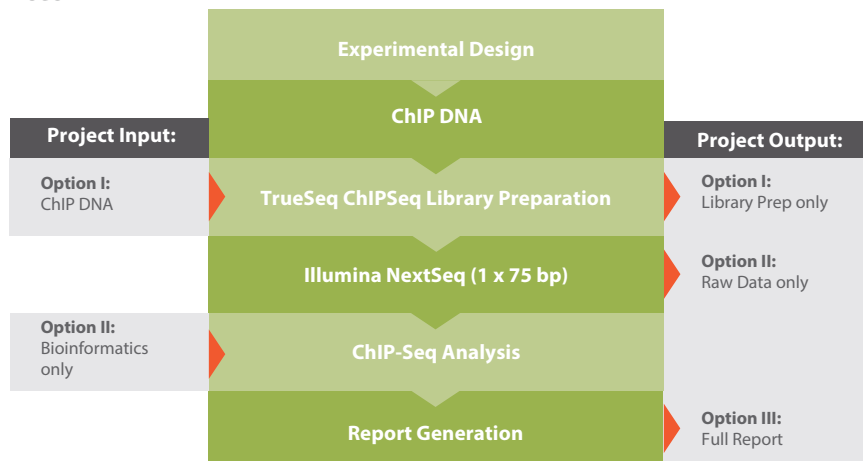 Experimental Design
ChIP DNA
Project Input:
Project Output:
Option I:
ChIP DNA
TrueSeq ChIPSeq Library Preparation
Option I:
Library Prep only
Illumina NextSeq (1 x 75 bp)
Option II:
Raw Data only
Option II:
Bioinformatics
only
ChIP-Seq Analysis
Report Generation
Option III:
Full Report